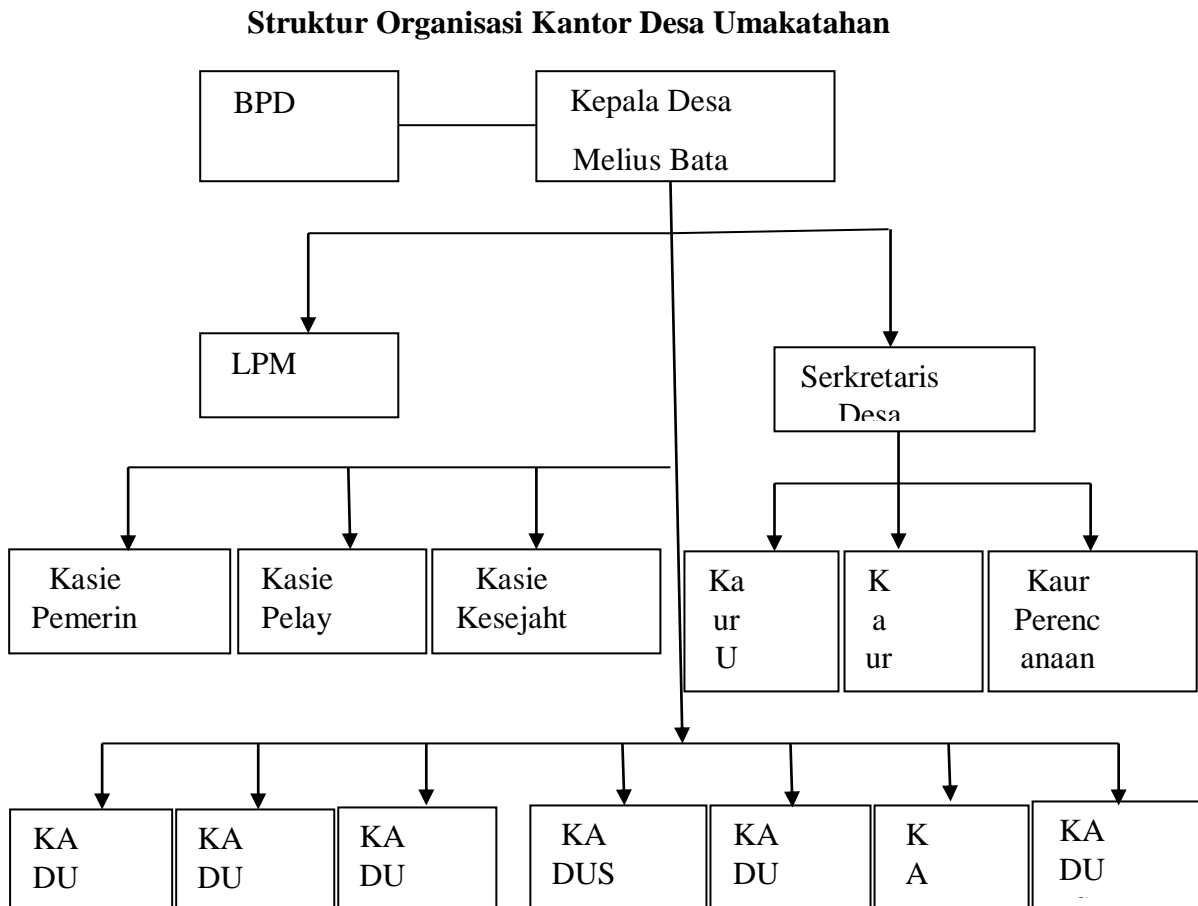 Struktur Organisasi Kantor Desa Umakatahan
BPD
Kepala Desa
Melius Bata
LPM
Serkretaris
Desa
Kasie
Pemerin
Kasie
Pelay
Kasie
Kesejaht
Ka
ur
U
K
a
ur
Kaur
Perenc
anaan
KA
DU
KA
DU
KA
DU
KA
DUS
KA
DU
K
A
KA
DU